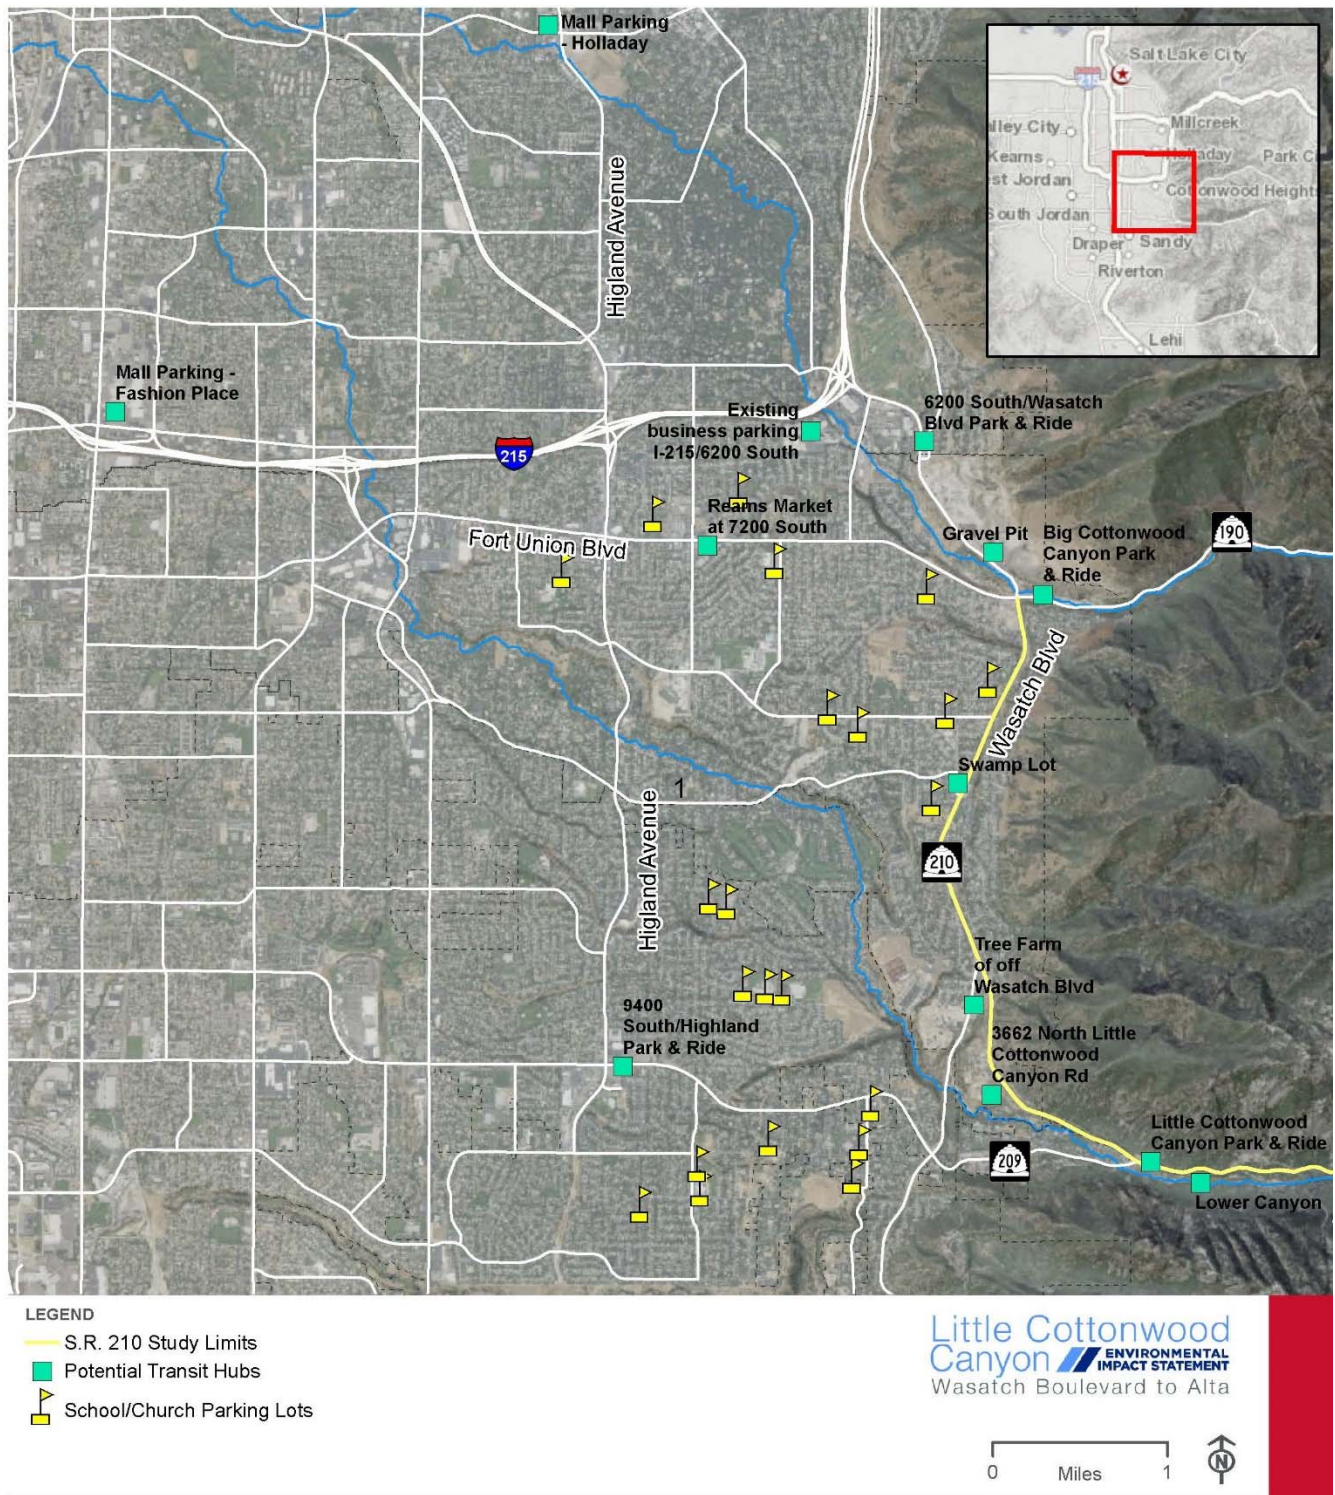 Mall Parking
- Holladay
Salt Lake City
215
Millcreek
alley City
Holladay
Park C
Kearns
st Jordan
Cottonwood Heights
South Jordan
Draper
Sandy
Riverton
Lehi
Higland Avenue
Mall Parking -
Fashion Place
6200 South/Wasatch
Blvd Park & Ride
Existing
business parking
I-215/6200 South
215
Reams Market
at 7200 South
Fort Union Blvd
Gravel Pit
Big Cottonwood
Canyon Park
& Ride
190
Wasatch Blvd
Swamp Lot
1
Higland Avenue
210
Tree Farm
of off
Wasatch Blvd
9400
South/Highland
Park & Ride
3662 North Little
Cottonwood
Canyon Rd
Little Cottonwood
Canyon Park & Ride
209
Lower Canyon
LEGEND
S.R. 210 Study Limits
Potential Transit Hubs
School/Church Parking Lots
Little Cottonwood
Canyon
ENVIRONMENTAL
IMPACT STATEMENT
Wasatch Boulevard to Alta
0 Miles 1
N